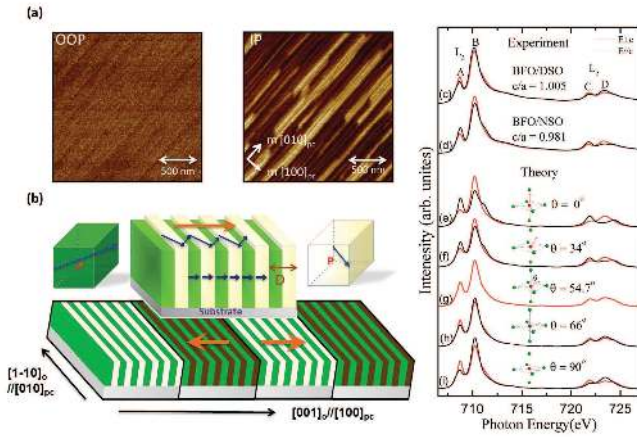 (a)
OOP
IP
500 nm
m [010]pc
m [100]pc
500 nm
(b)
P
D
Substrate
[1-10]o
//[010]pc
[001]o//[100]pc
Experiment
E//c
L3
A
B
BFO/DSO
c/a = 1.005
L2
C
D
(c)
BFO/NSO
c/a = 0.981
(d)
Theory
(e)
θ = 0°
(f)
θ = 34°
(g)
θ = 54.7°
(h)
θ = 66°
(i)
θ = 90°
Intenesity (arb. unites)
710
715
720
725
Photon Energy(eV)